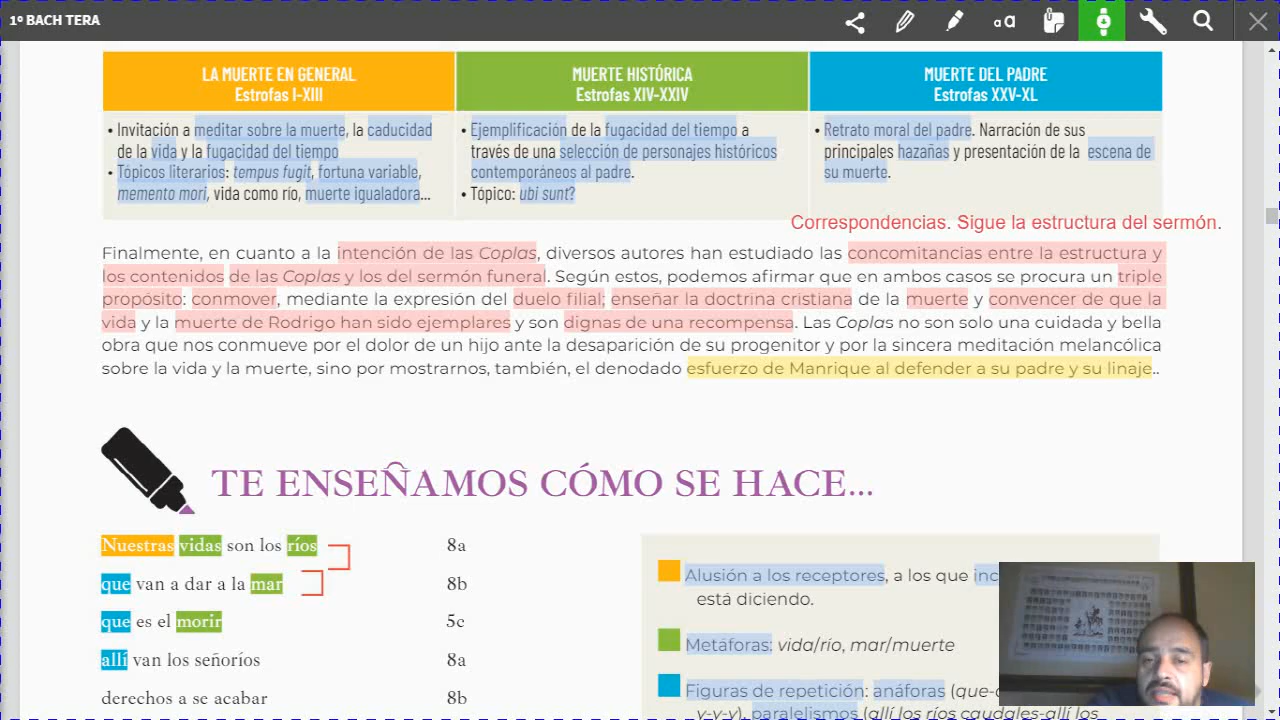 1º BACH TERA
aa
LA MUERTE EN GENERAL
Estrofas I-XIII
MUERTE HISTÓRICA
Estrofas XIV-XXIV
MUERTE DEL PADRE
Estrofas XXV-XL
• Invitación a meditar sobre la muerte, la caducidad
de la vida y la fugacidad del tiempo
• Tópicos literarios: tempus fugit, fortuna variable,
memento mori, vida como río, muerte igualadora...
• Ejemplificación de la fugacidad del tiempo a
través de una selección de personajes históricos
contemporáneos al padre.
• Tópico: ubi sunt?
• Retrato moral del padre. Narración de sus
principales hazañas y presentación de la escena de
su muerte.
Correspondencias. Sigue la estructura del sermón.
Finalmente, en cuanto a la intención de las Coplas, diversos autores han estudiado las concomitancias entre la estructura y
los contenidos de las Coplas y los del sermón funeral. Según estos, podemos afirmar que en ambos casos se procura un triple
propósito: conmover, mediante la expresión del duelo filial; enseñar la doctrina cristiana de la muerte y convencer de que la
vida y la muerte de Rodrigo han sido ejemplares y son dignas de una recompensa. Las Coplas no son solo una cuidada y bella
obra que nos conmueve por el dolor de un hijo ante la desaparición de su progenitor y por la sincera meditación melancólica
sobre la vida y la muerte, sino por mostrarnos, también, el denodado esfuerzo de Manrique al defender a su padre y su linaje..
TE ENSEÑAMOS CÓMO SE HACE...
Nuestras vidas son los ríos 8a
que van a dar a la mar 8b
que es el morir 5c
allí van los señoríos 8a
derechos a se acabar 8b
Alusión a los receptores, a los que
está diciendo.
Metáforas: vida/río, mar/muerte
Figuras de repetición: anáforas
y-y-y), paralelismos (allí los ríos caudales-allí los